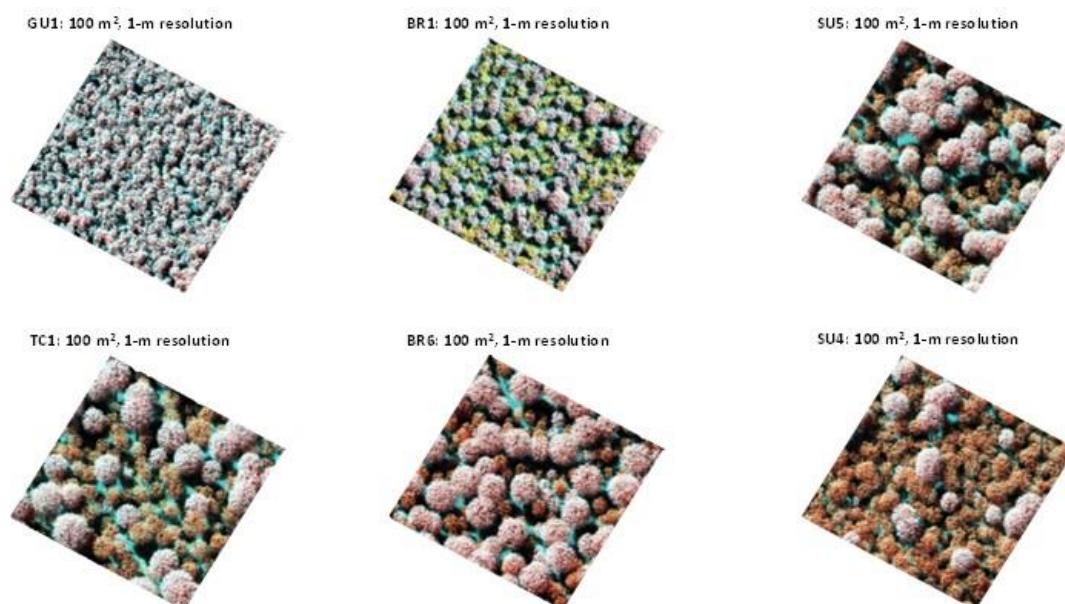 GU1: 100 m², 1-m resolution
BR1: 100 m², 1-m resolution
SU5: 100 m², 1-m resolution
TC1: 100 m², 1-m resolution
BR6: 100 m², 1-m resolution
SU4: 100 m², 1-m resolution